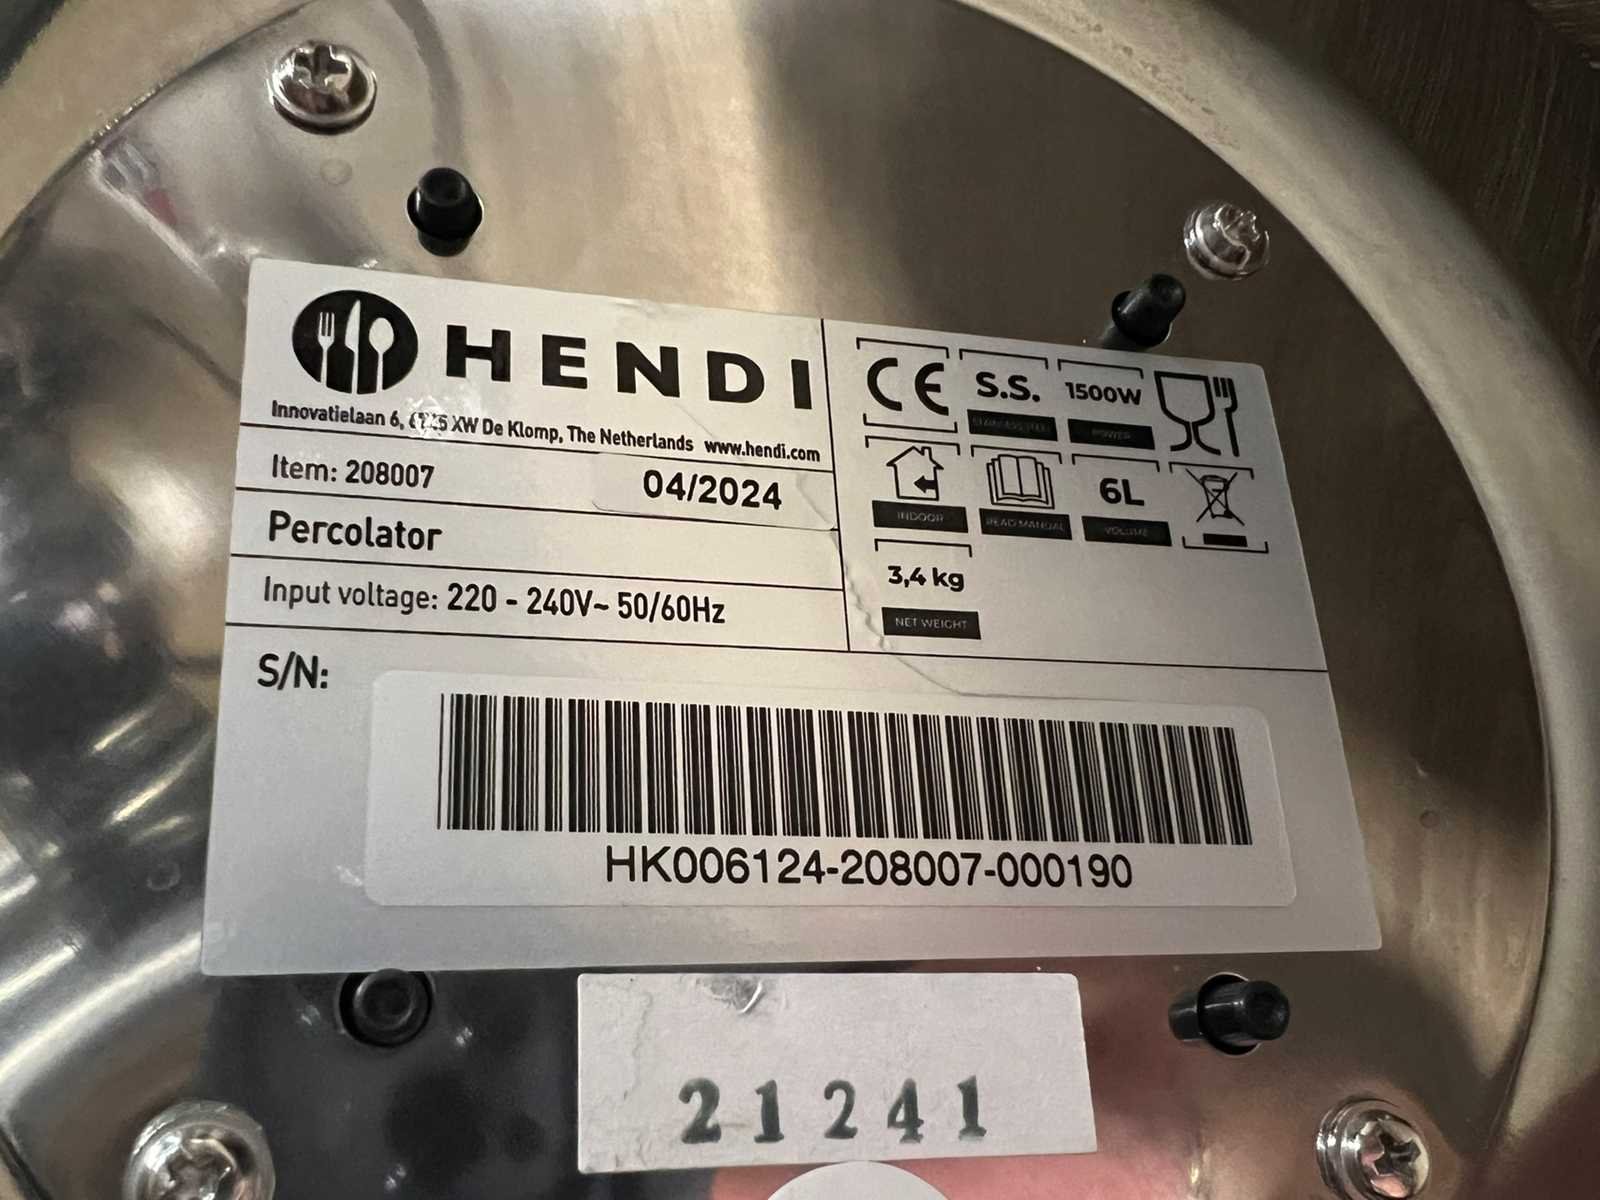 HENDI
Innovatielaan 6, XW De Klomp, The Netherlands www.hendi.com
Item: 208007
04/2024
Percolator
Input voltage: 220 - 240V~ 50/60Hz
S/N:
CE
S.S.
1500W
POWER
INDOOR
READ MANUAL
6L
VOLUME
3,4 kg
NET WEIGHT
HK006124-208007-000190
21241